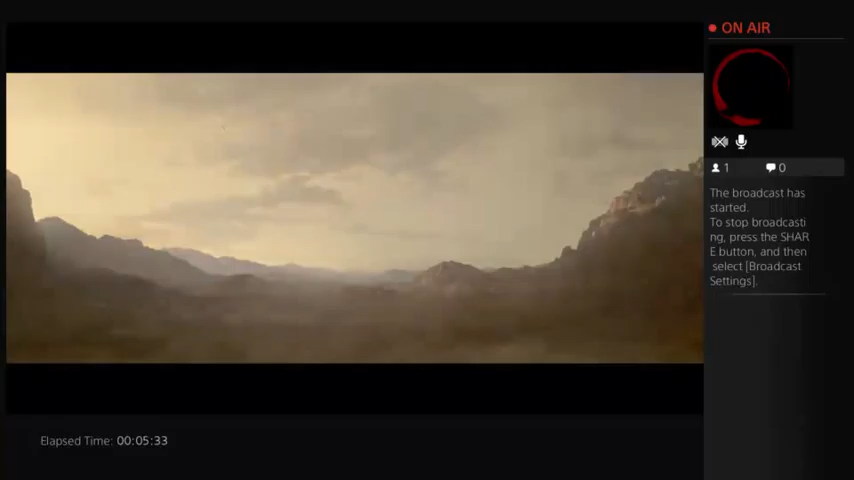 ON AIR
1 0
The broadcast has
started.
To stop broadcasti
ng, press the SHAR
E button, and then
select [Broadcast
Settings].
Elapsed Time: 00:05:33